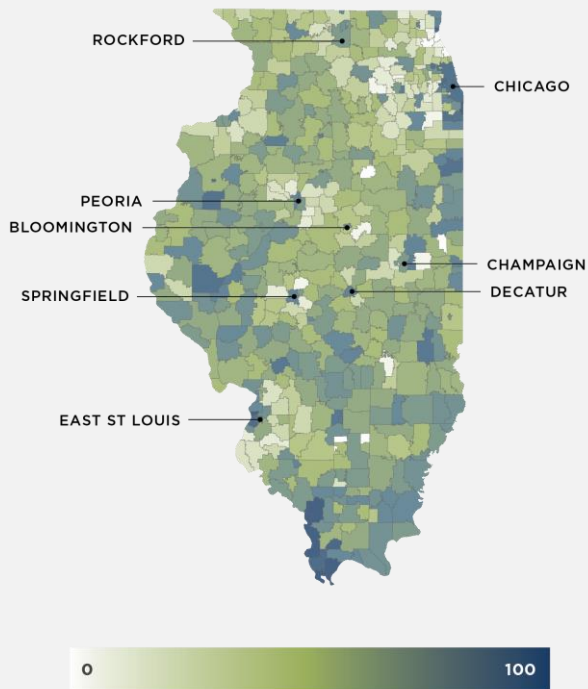 ROCKFORD
CHICAGO
PEORIA
BLOOMINGTON
CHAMPAIGN
SPRINGFIELD
DECATUR
EAST ST LOUIS
0
100